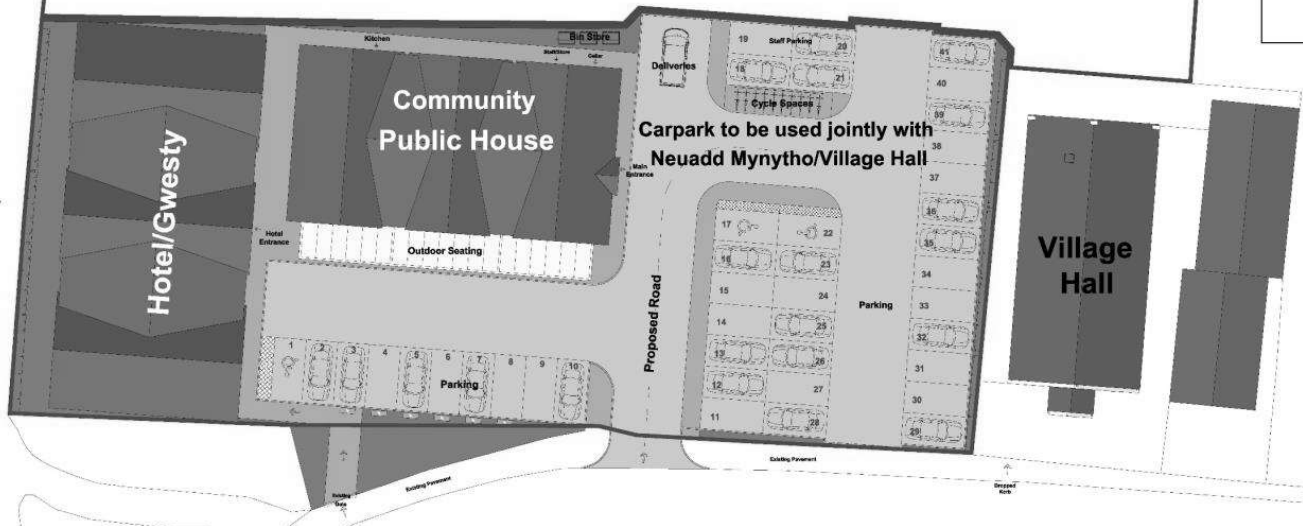 Kitchen
Staff/Store
Cellar
Bin Store
Community
Public House
Hotel/Gwesty
Hotel
Entrance
Outdoor Seating
Main
Entrance
Deliveries
19
Staff Parking
20
18
21
Cycle Spaces
Carpark to be used jointly with
Neuadd Mynytho/Village Hall
41
40
39
38
37
36
35
34
33
32
31
30
29
17
22
16
23
15
24
14
25
13
26
12
27
11
28
Parking
Proposed Road
1
2
3
4
5
6
7
8
9
10
Parking
Village
Hall
Existing
Gate
Existing Pavement
Existing Pavement
Dropped
Kerb